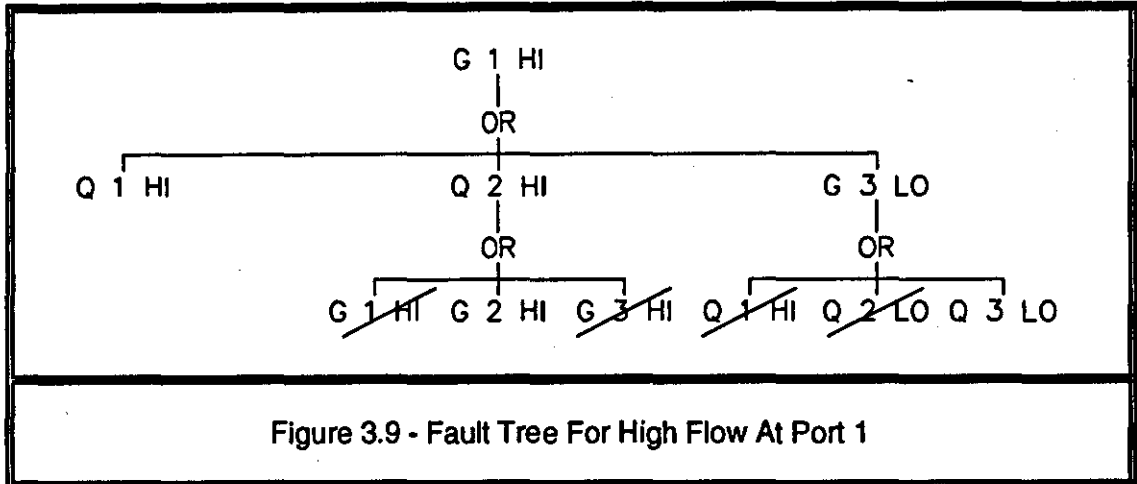 G 1 HI
OR
Q 1 HI Q 2 HI G 3 LO
OR OR
G 1 HI G 2 HI G 3 HI Q 1 HI Q 2 LO Q 3 LO
Figure 3.9 - Fault Tree For High Flow At Port 1